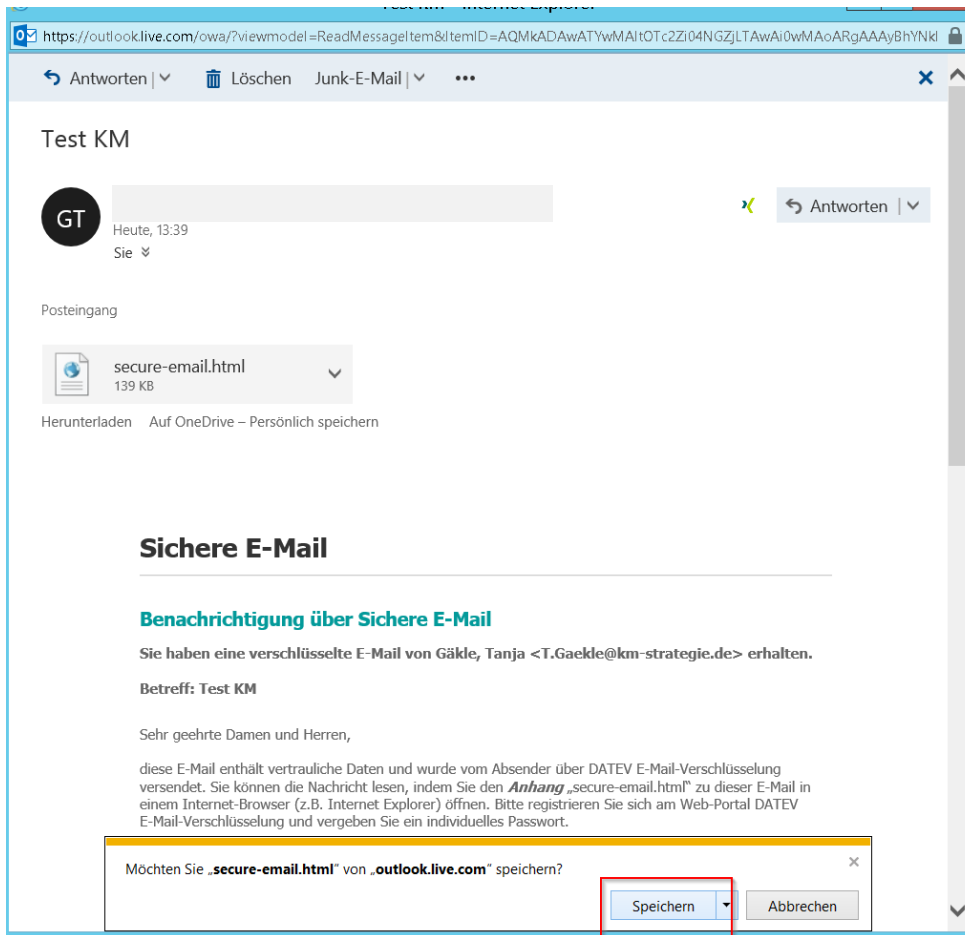 https://outlook.live.com/owa/?viewmodel=ReadMessageItem&ItemID=AQMkADAwATYwMAItOTc2Zi04NGZjLTAwAi0wMAoARgAAAyBhYNkl
Antworten | Löschen Junk-E-Mail | •••
Test KM
GT
Antworten |
Heute, 13:39
Sie
Posteingang
secure-email.html
139 KB
Herunterladen Auf OneDrive – Persönlich speichern
Sichere E-Mail
Benachrichtigung über Sichere E-Mail
Sie haben eine verschlüsselte E-Mail von Gäkle, Tanja <T.Gaekle@km-strategie.de> erhalten.
Betreff: Test KM
Sehr geehrte Damen und Herren,
diese E-Mail enthält vertrauliche Daten und wurde vom Absender über DATEV E-Mail-Verschlüsselung
versendet. Sie können die Nachricht lesen, indem Sie den Anhang „secure-email.html" zu dieser E-Mail in
einem Internet-Browser (z.B. Internet Explorer) öffnen. Bitte registrieren Sie sich am Web-Portal DATEV
E-Mail-Verschlüsselung und vergeben Sie ein individuelles Passwort.
Möchten Sie „secure-email.html" von „outlook.live.com" speichern?
Speichern Abbrechen